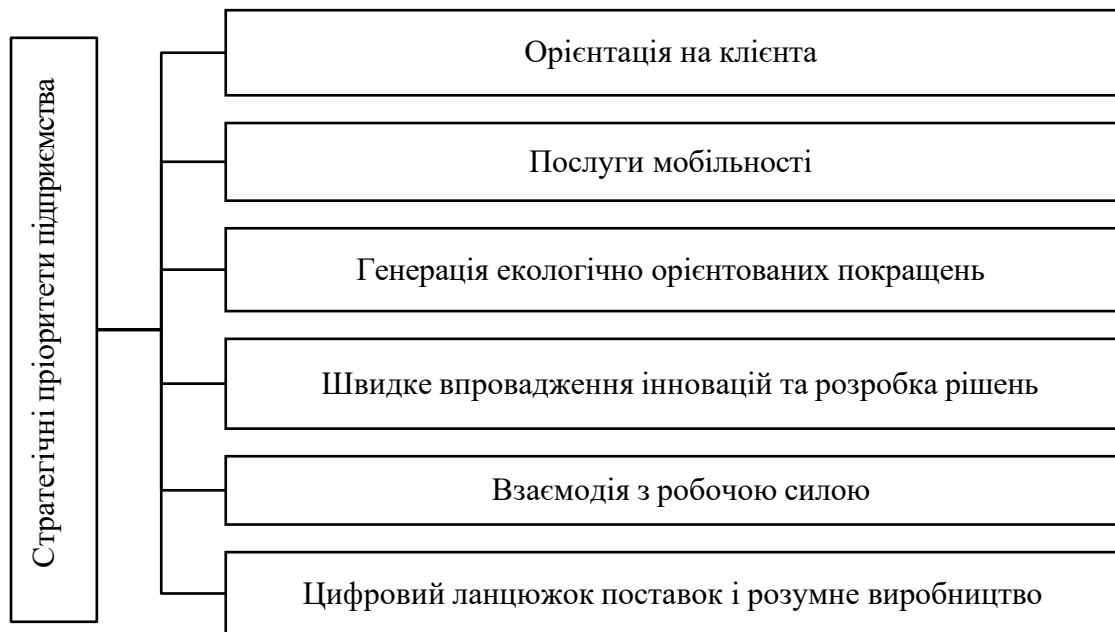 Стратегічні пріоритети підприємства
Орієнтація на клієнта
Послуги мобільності
Генерація екологічно орієнтованих покращень
Швидке впровадження інновацій та розробка рішень
Взаємодія з робочою силою
Цифровий ланцюжок поставок і розумне виробництво